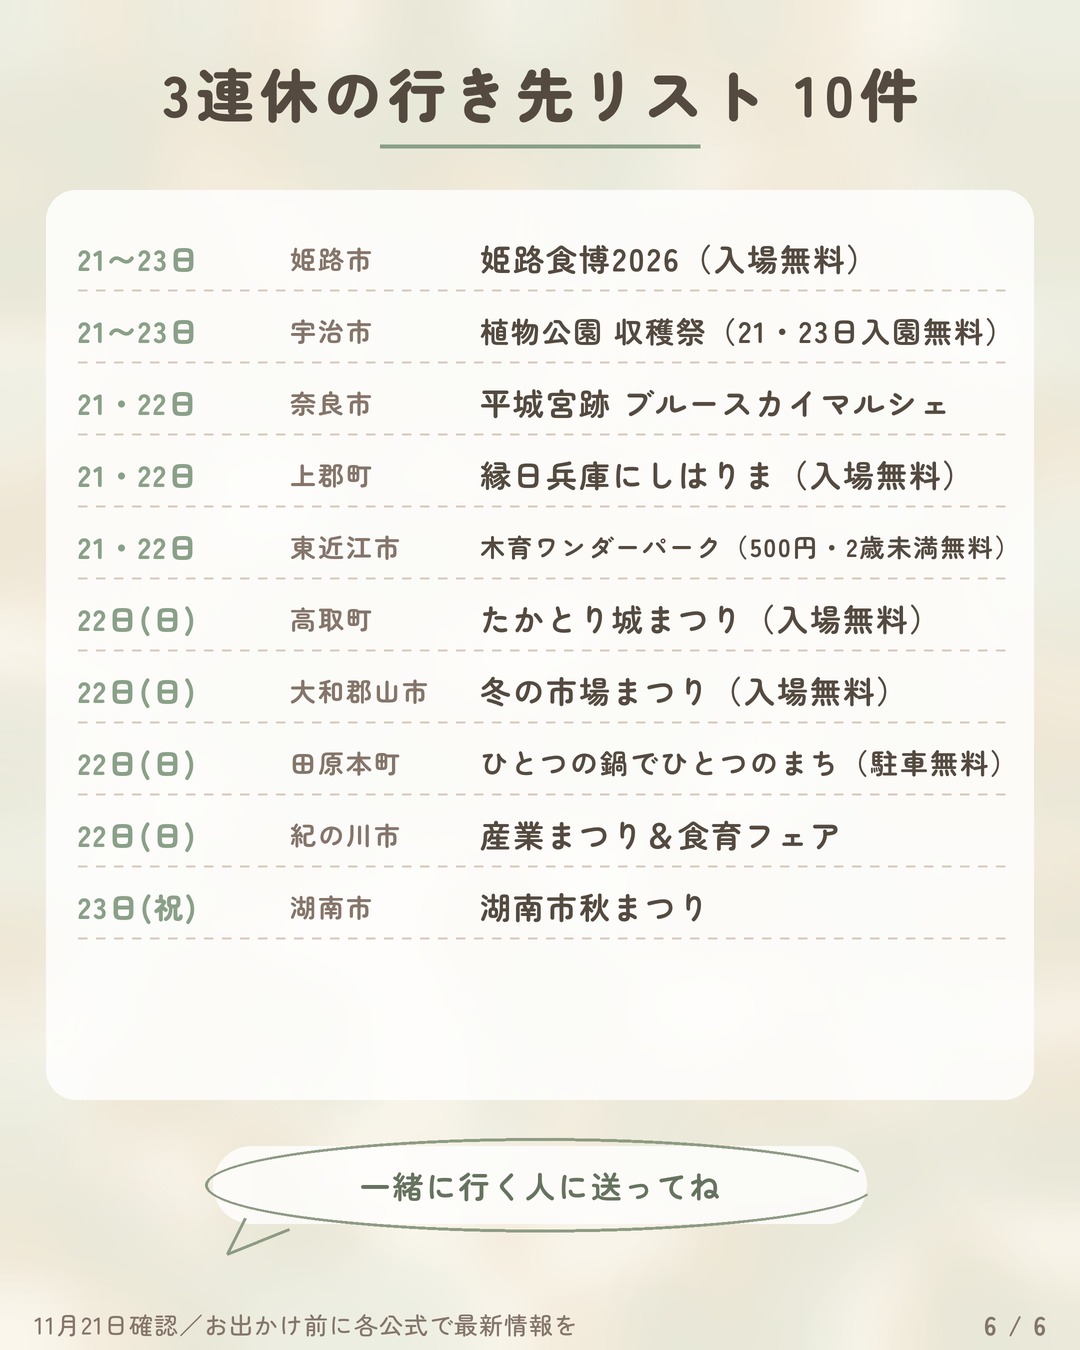 3連休の行き先リスト 10件
21〜23日 姫路市 姫路食博2026（入場無料）
21〜23日 宇治市 植物公園 収穫祭（21・23日入園無料）
21・22日 奈良市 平城宮跡 ブルースカイマルシェ
21・22日 上郡町 縁日兵庫にしはりま（入場無料）
21・22日 東近江市 木育ワンダーパーク（500円・2歳未満無料）
22日(日) 高取町 たかとり城まつり（入場無料）
22日(日) 大和郡山市 冬の市場まつり（入場無料）
22日(日) 田原本町 ひとつの鍋でひとつのまち（駐車無料）
22日(日) 紀の川市 産業まつり＆食育フェア
23日(祝) 湖南市 湖南市秋まつり
一緒に行く人に送ってね
11月21日確認／お出かけ前に各公式で最新情報を
6 / 6